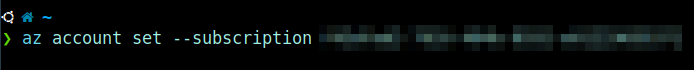 ~
❯ az account set --subscription